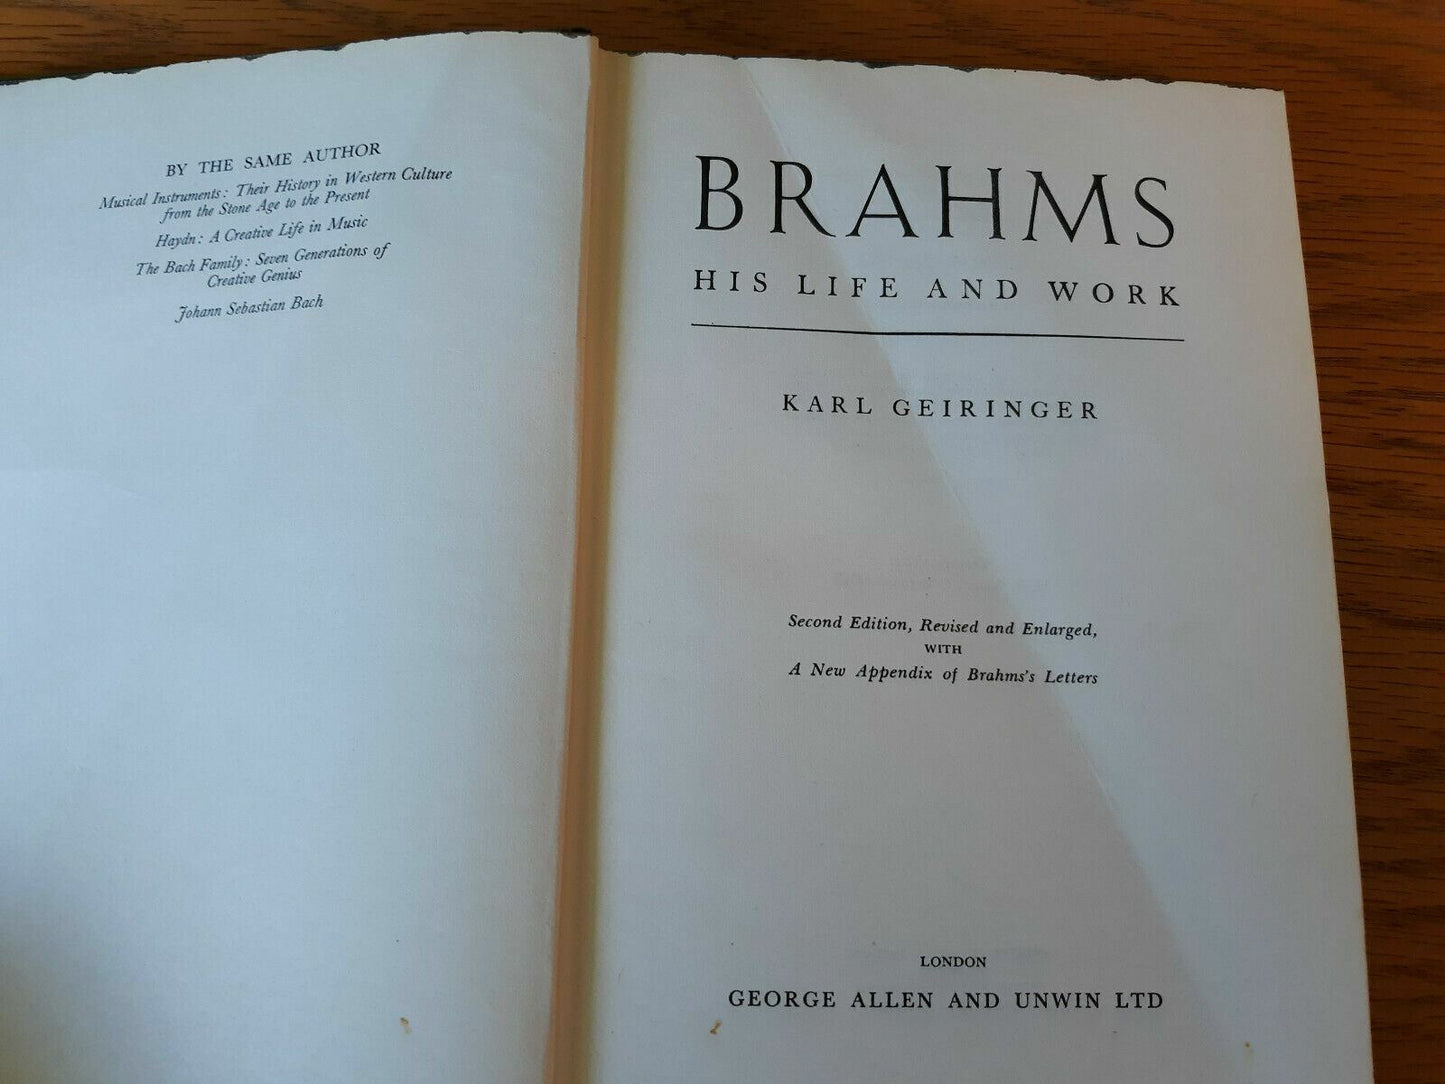 BY THE SAME AUTHOR
Musical Instruments: Their History in Western Culture
from the Stone Age to the Present
Haydn: A Creative Life in Music
The Bach Family: Seven Generations of
Creative Genius
Johann Sebastian Bach
BRAHMS
HIS LIFE AND WORK
KARL GEIRINGER
Second Edition, Revised and Enlarged,
WITH
A New Appendix of Brahms's Letters
LONDON
GEORGE ALLEN AND UNWIN LTD